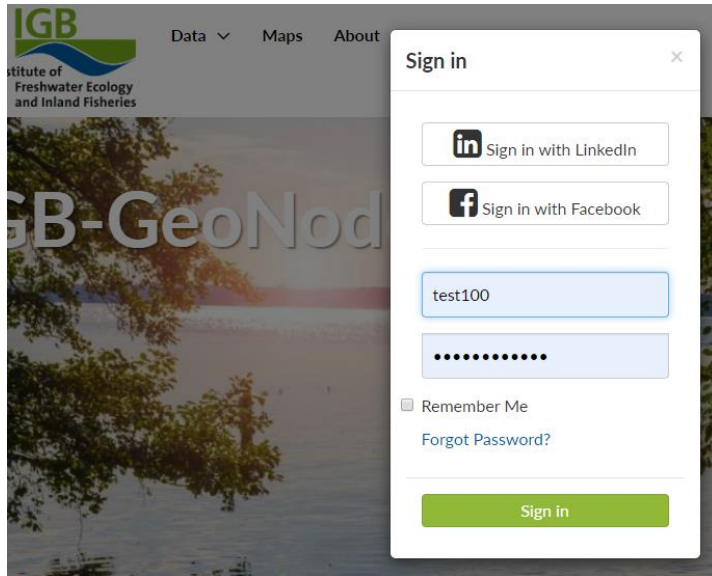 IGB
stitute of
Freshwater Ecology
and Inland Fisheries
Data Maps About
GB-GeoNod
Sign in ×
in Sign in with LinkedIn
f Sign in with Facebook
test100
••••••••••••
Remember Me
Forgot Password?
Sign in